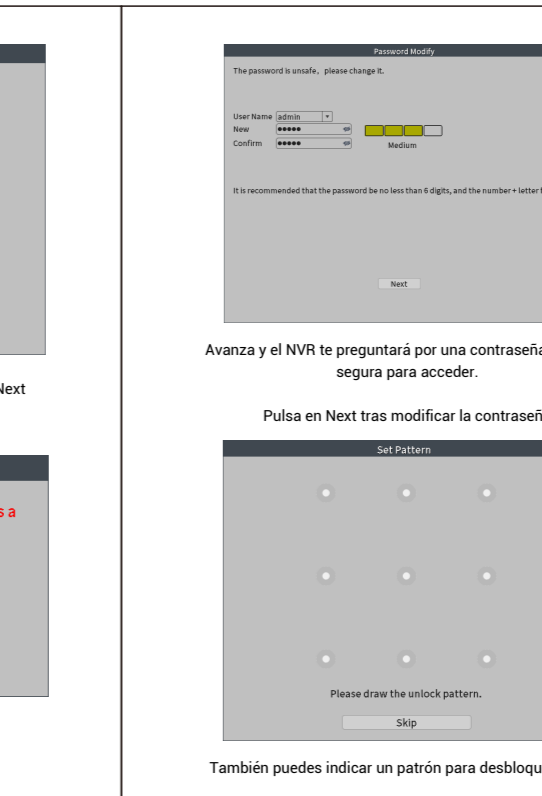 Next
s a
Password Modify
The password is unsafe, please change it.
User Name admin
New •••••
Confirm •••••
Medium
It is recommended that the password be no less than 6 digits, and the number + letter
Next
Avanza y el NVR te preguntará por una contraseña
segura para acceder.
Pulsa en Next tras modificar la
Set Pattern
Please draw the unlock pattern.
Skip
También puedes indicar un patrón para